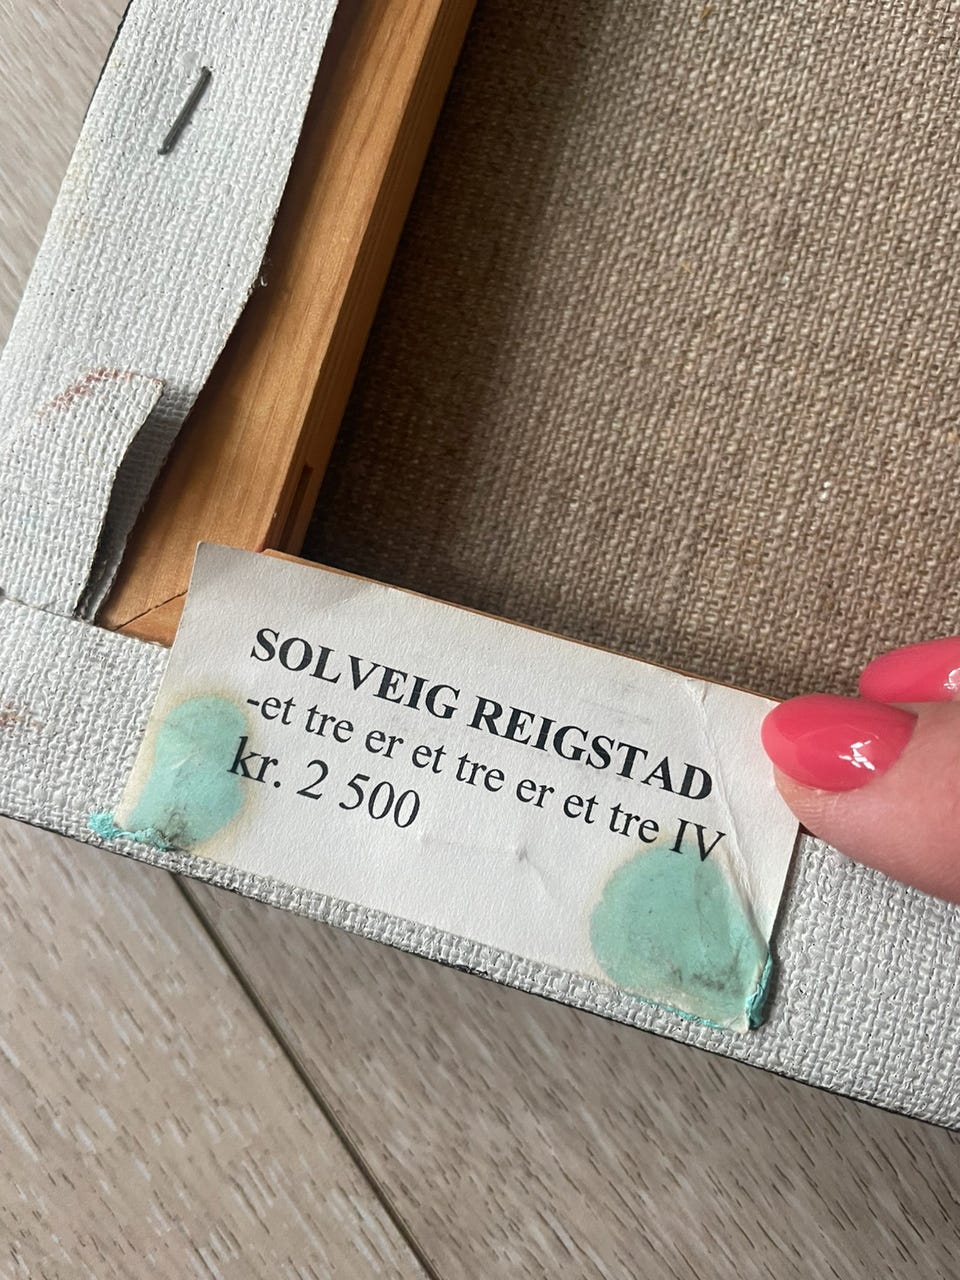 SOLVEIG REIGSTAD
-et tre er et tre er et tre IV
kr. 2 500